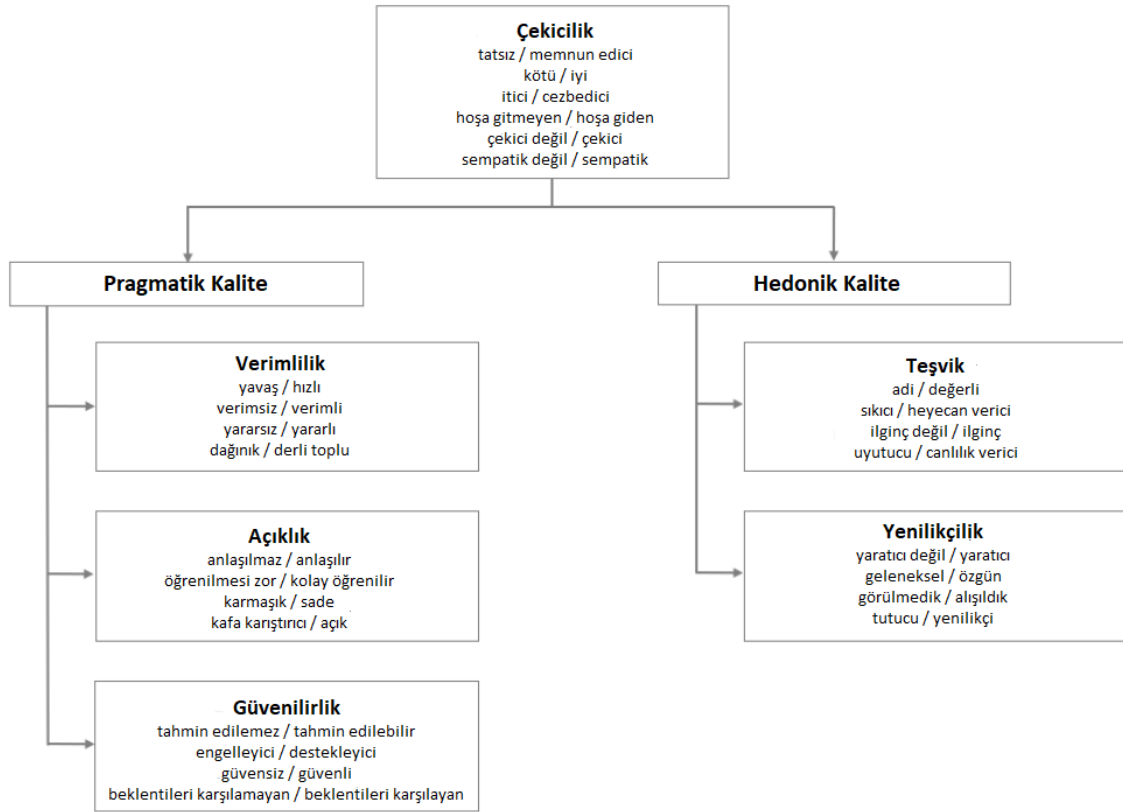 Çekicilik
tatsız / memnun edici
kötü / iyi
itici / cezbedici
hoşa gitmeyen / hoşa giden
çekici değil / çekici
sempatik değil / sempatik
Pragmatik Kalite
Verimlilik
yavaş / hızlı
verimsiz / verimli
yararsız / yararlı
dağınık / derli toplu
Açıklık
anlaşılmaz / anlaşılır
öğrenilmesi zor / kolay öğrenilir
karmaşık / sade
kafa karıştırıcı / açık
Güvenilirlik
tahmin edilemez / tahmin edilebilir
engelleyici / destekleyici
güvensiz / güvenli
beklentileri karşılamayan / beklentileri karşılayan
Hedonik Kalite
Teşvik
adi / değerli
sıkıcı / heyecan verici
ilginç değil / ilginç
uyutucu / canlılık verici
Yenilikçilik
yaratıcı değil / yaratıcı
geleneksel / özgün
görülmedik / alışıldık
tutucu / yenilikçi